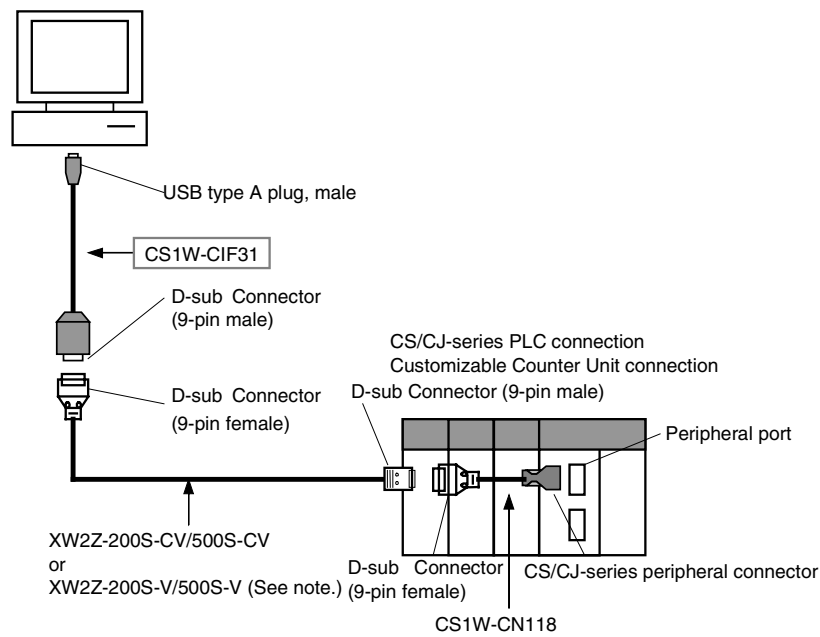 USB type A plug, male
CS1W-CIF31
D-sub Connector
(9-pin male)
CS/CJ-series PLC connection
Customizable Counter Unit connection
D-sub Connector (9-pin male)
D-sub Connector
(9-pin female)
Peripheral port
XW2Z-200S-CV/500S-CV
or
XW2Z-200S-V/500S-V (See note.)
D-sub Connector
(9-pin female)
CS/CJ-series peripheral connector
CS1W-CN118